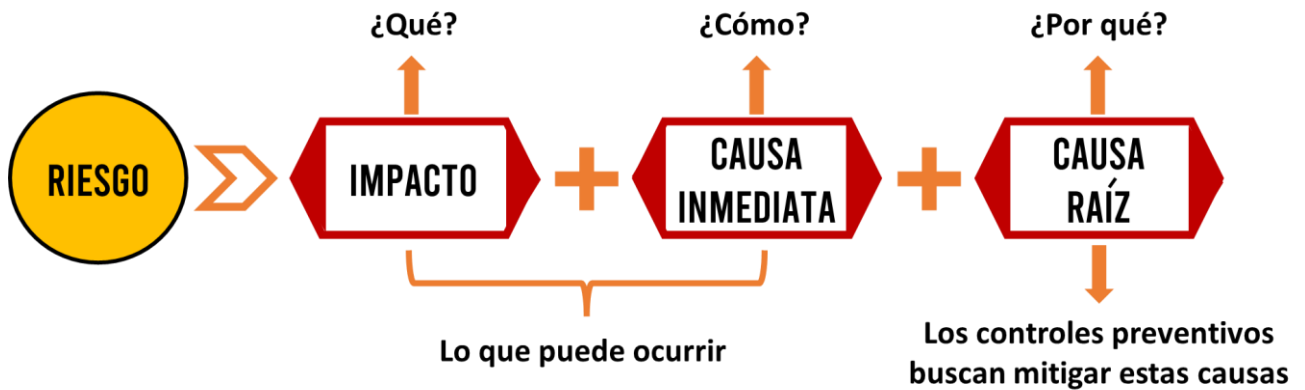 ¿Qué?
¿Cómo?
¿Por qué?
RIESGO
IMPACTO
CAUSA
INMEDIATA
CAUSA
RAÍZ
Lo que puede ocurrir
Los controles preventivos
buscan mitigar estas causas